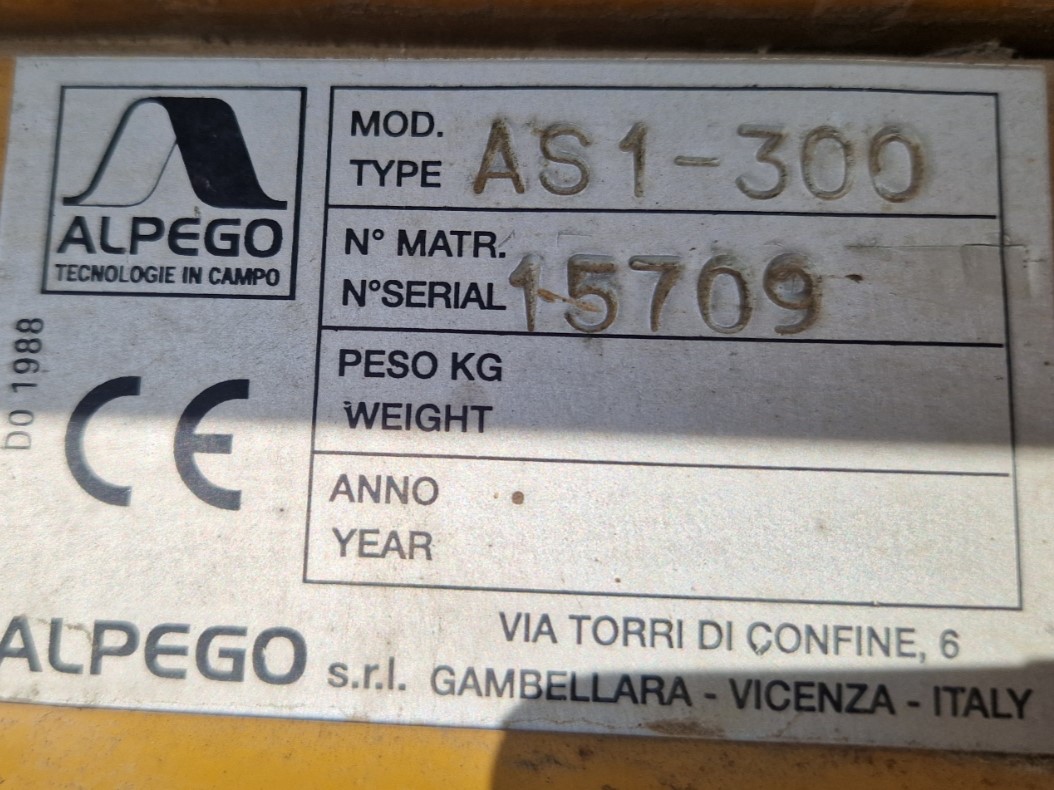 ALPEGO
TECNOLOGIE IN CAMPO
MOD.
TYPE AS1-300
N° MATR.
N°SERIAL 15709
PESO KG
WEIGHT
ANNO
YEAR
D0 1988
CE
ALPEGO s.r.l.
VIA TORRI DI CONFINE, 6
GAMBELLARA - VICENZA - ITALY